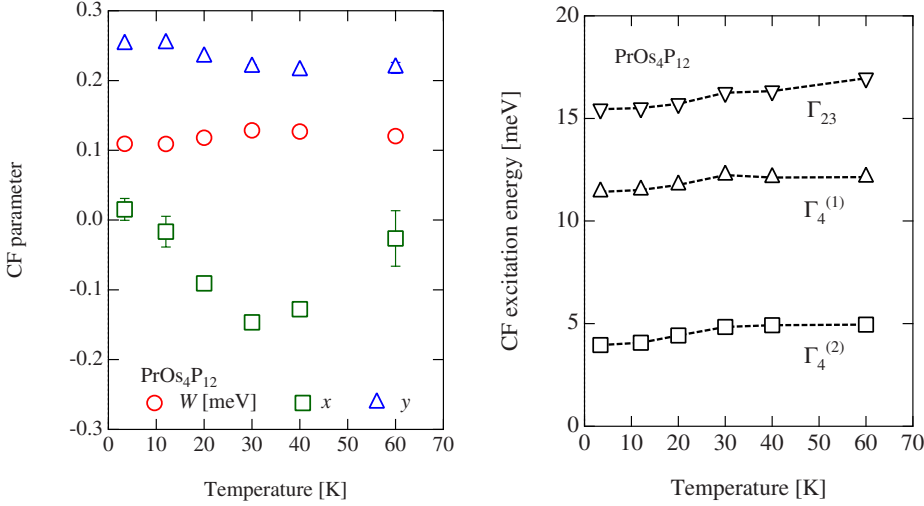 0.3
0.2
0.1
0.0
-0.1
-0.2
-0.3
CF parameter
PrOs₄P₁₂
W [meV] x y
0 10 20 30 40 50 60 70
Temperature [K]
20
15
10
5
0
CF excitation energy [meV]
PrOs₄P₁₂
Γ₂₃
Γ₄⁽¹⁾
Γ₄⁽²⁾
0 10 20 30 40 50 60 70
Temperature [K]